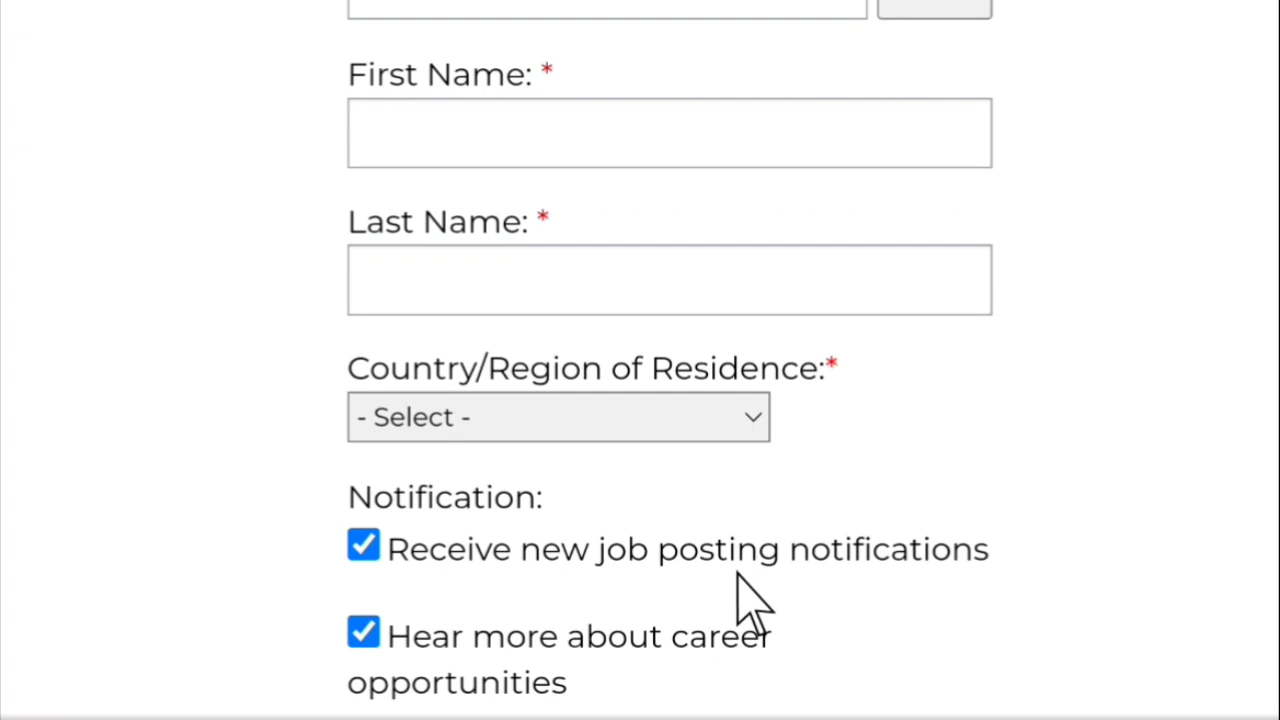 First Name: *
Last Name: *
Country/Region of Residence:*
- Select -
Notification:
Receive new job posting notifications
Hear more about career
opportunities